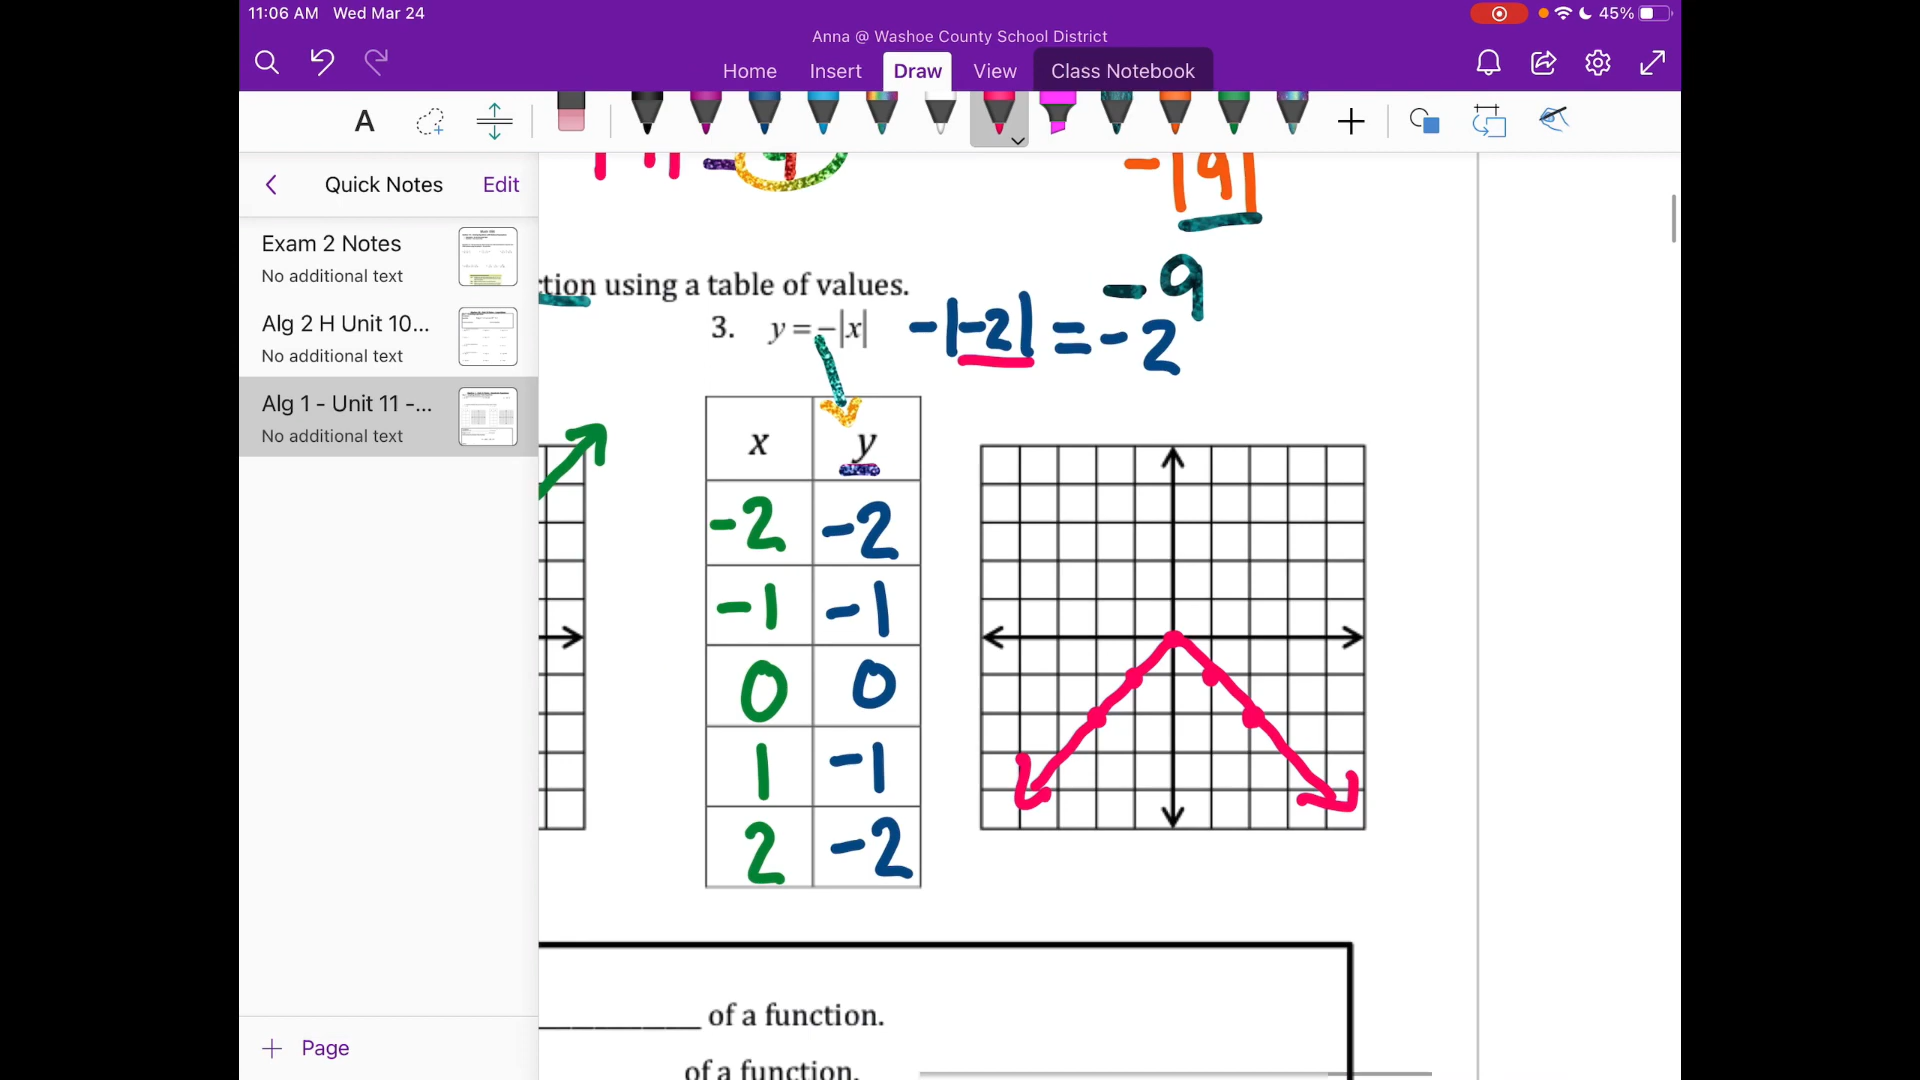 11:06 AM Wed Mar 24
45%
Anna @ Washoe County School District
Home Insert Draw View Class Notebook
A
Quick Notes Edit
Exam 2 Notes
No additional text
Alg 2 H Unit 10...
No additional text
Alg 1 - Unit 11 -...
No additional text
+ Page
-|9|
-9
tion using a table of values.
3. y = -|x| -|-2| = -2
x y
-2 -2
-1 -1
0 0
1 -1
2 -2
of a function.
of a function.